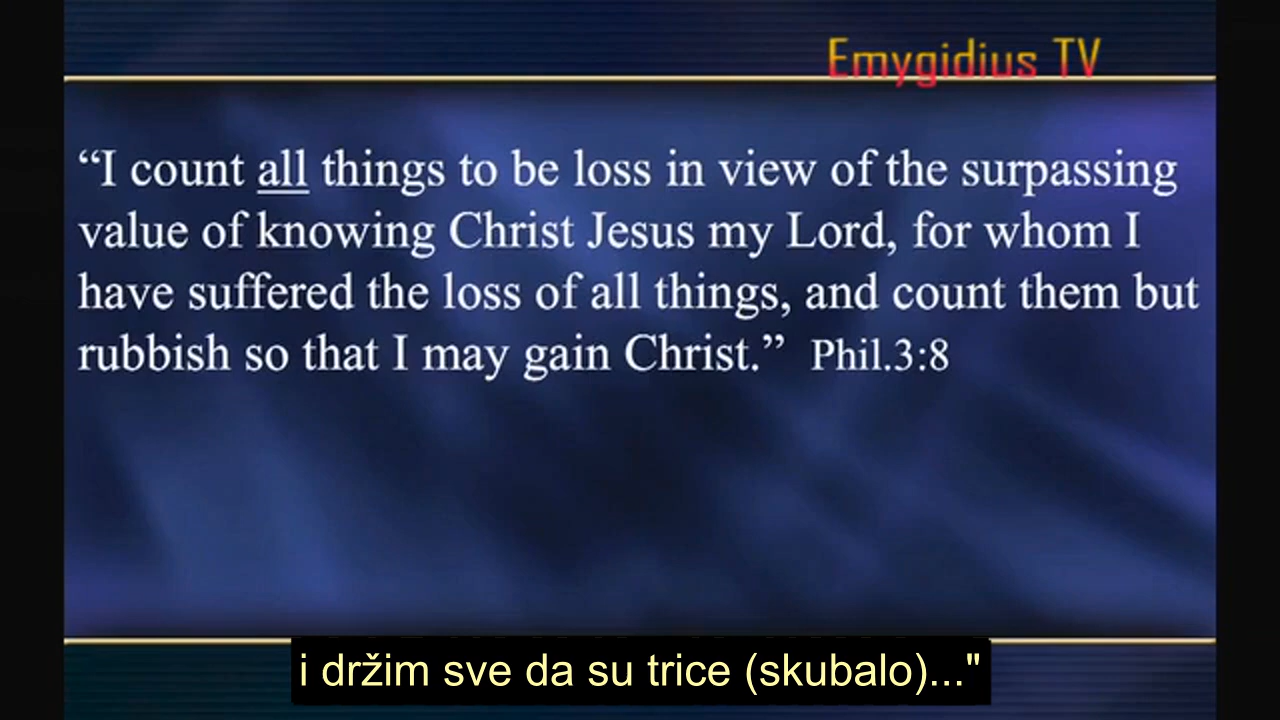 Emygidius TV
“I count all things to be loss in view of the surpassing
value of knowing Christ Jesus my Lord, for whom I
have suffered the loss of all things, and count them but
rubbish so that I may gain Christ.” Phil.3:8
i držim sve da su trice (skubalo)..."